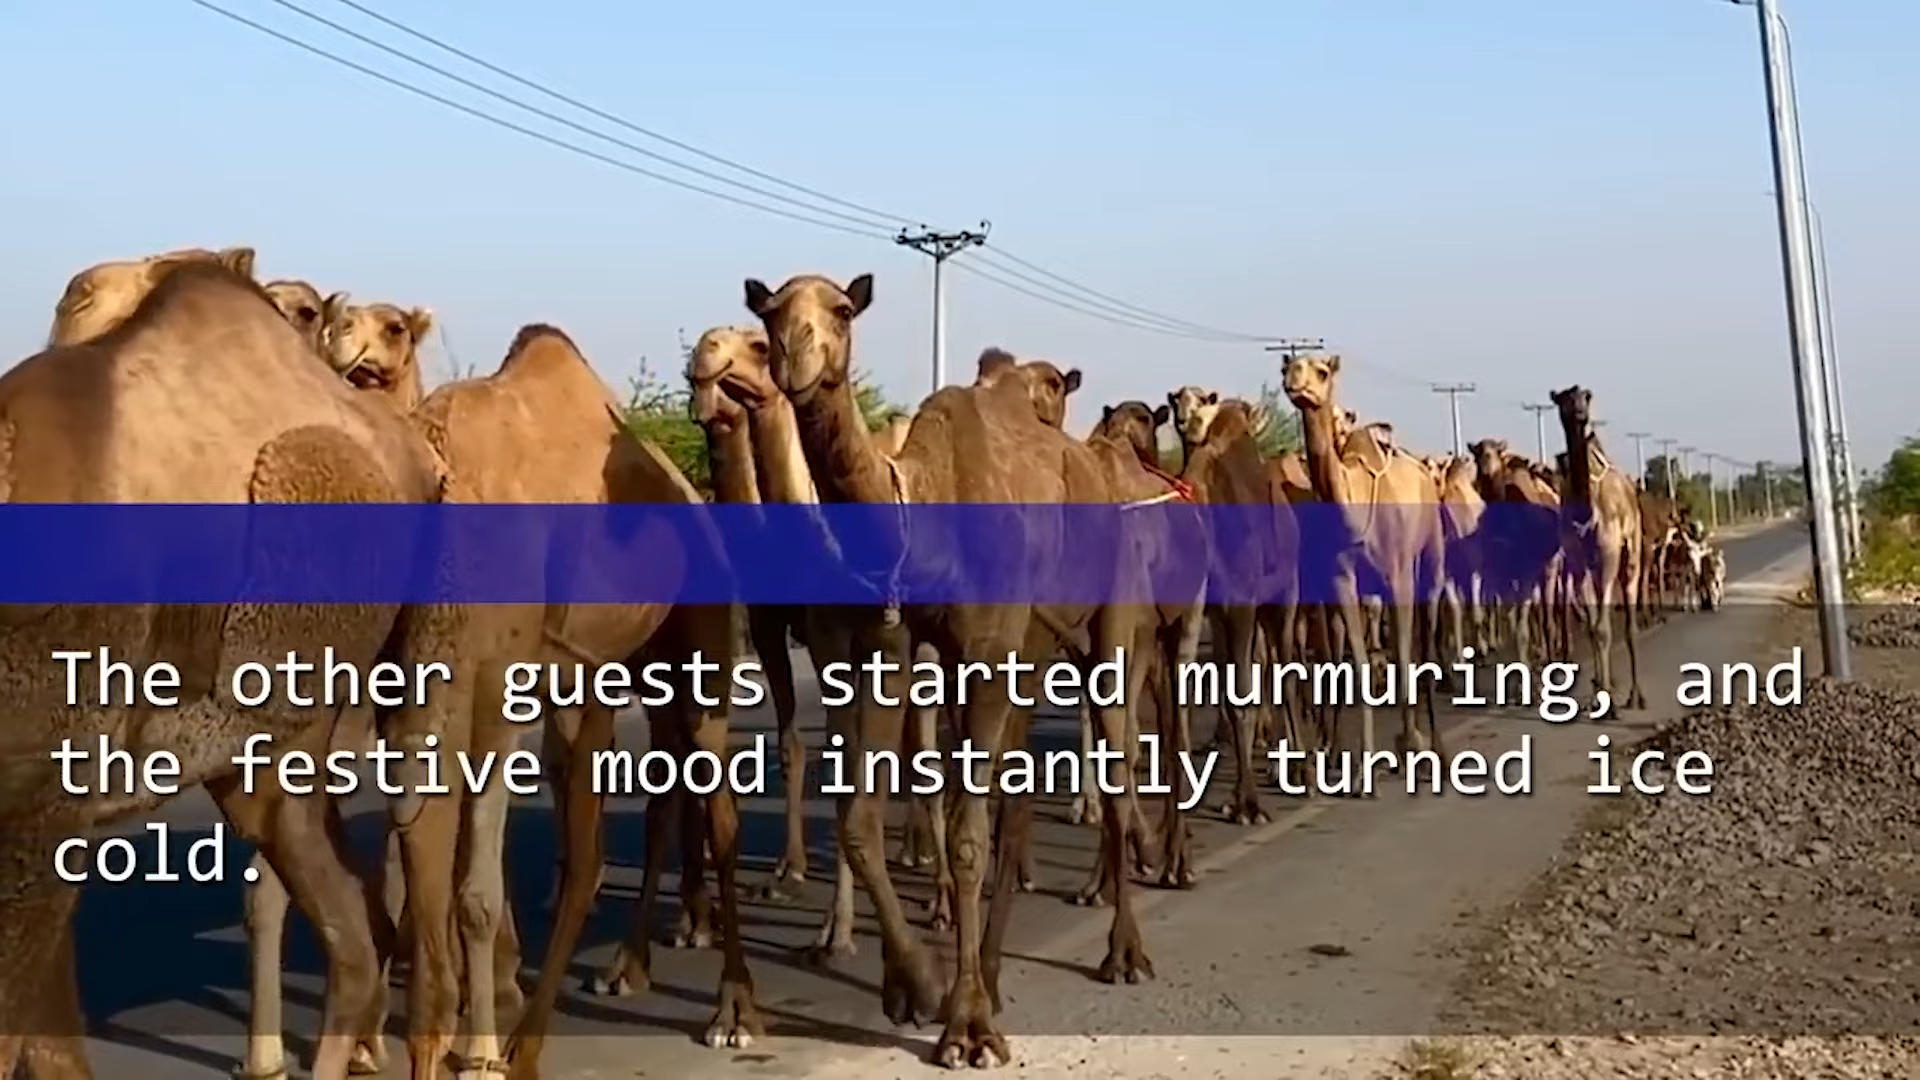 The other guests started murmuring, and
the festive mood instantly turned ice
cold.